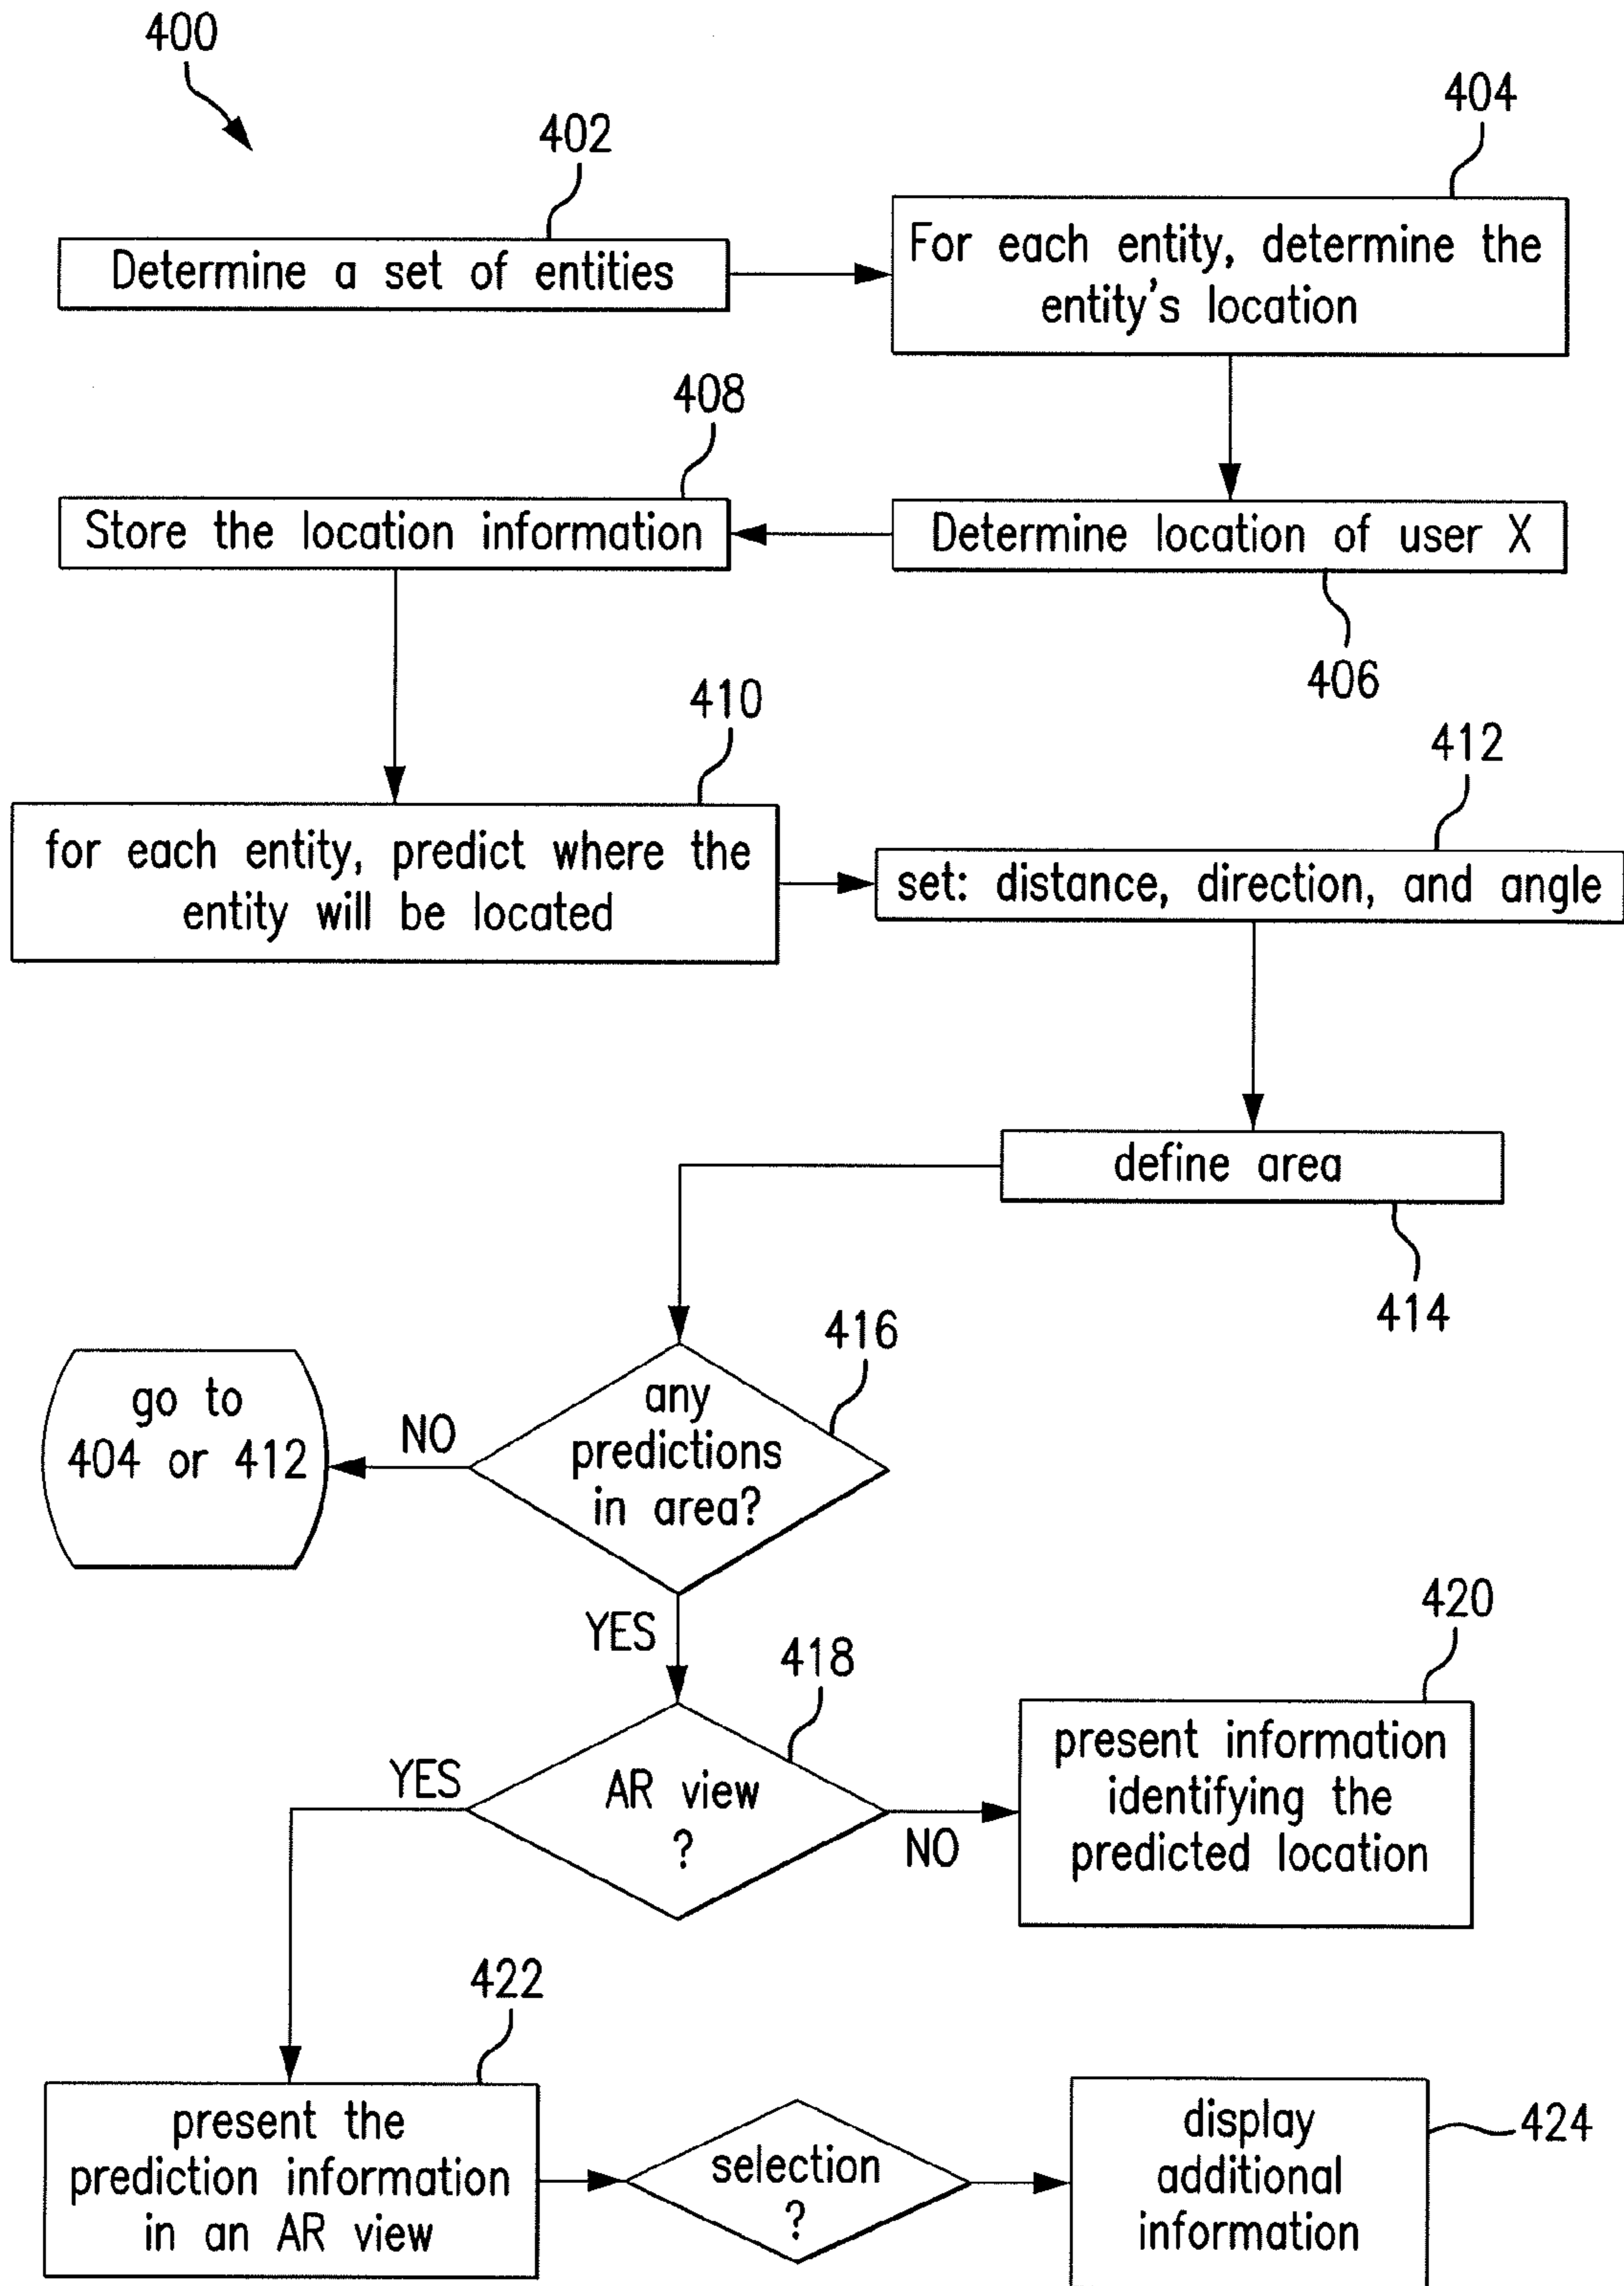 400
402
Determine a set of entities
404
For each entity, determine the
entity's location
408
Store the location information
Determine location of user X
406
410
for each entity, predict where the
entity will be located
412
set: distance, direction, and angle
define area
414
416
any
predictions
in area?
NO
go to
404 or 412
YES
418
AR view
?
YES
NO
420
present information
identifying the
predicted location
422
present the
prediction information
in an AR view
selection
?
display
additional
information
424